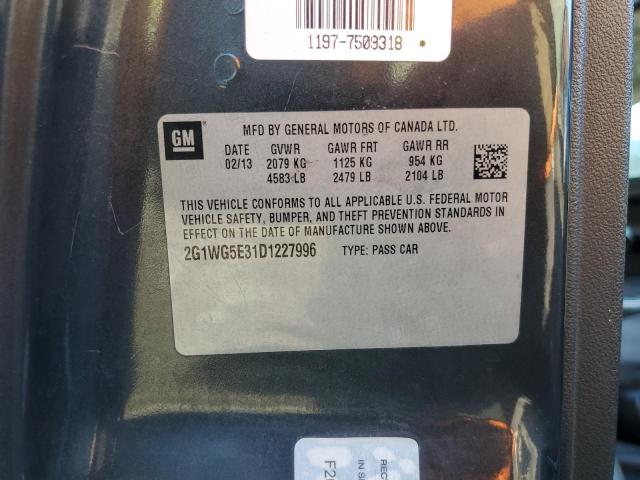 1197-7509318
GM
MFD BY GENERAL MOTORS OF CANADA LTD.
DATE GVWR GAWR FRT GAWR RR
02/13 2079 KG 1125 KG 954 KG
4583 LB 2479 LB 2104 LB
THIS VEHICLE CONFORMS TO ALL APPLICABLE U.S. FEDERAL MOTOR
VEHICLE SAFETY, BUMPER, AND THEFT PREVENTION STANDARDS IN
EFFECT ON THE DATE OF MANUFACTURE SHOWN ABOVE.
2G1WG5E31D1227996 TYPE: PASS CAR